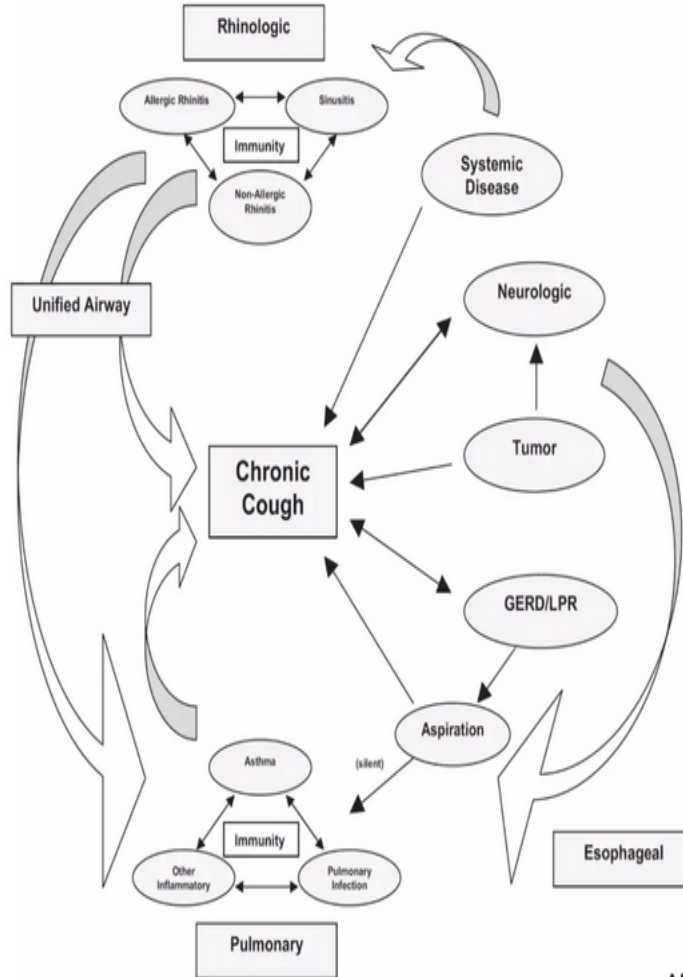 Rhinologic
Allergic Rhinitis
Sinusitis
Immunity
Non-Allergic
Rhinitis
Systemic
Disease
Unified Airway
Neurologic
Tumor
Chronic
Cough
GERD/LPR
Aspiration
(silent)
Asthma
Immunity
Other
Inflammatory
Pulmonary
Infection
Esophageal
Pulmonary